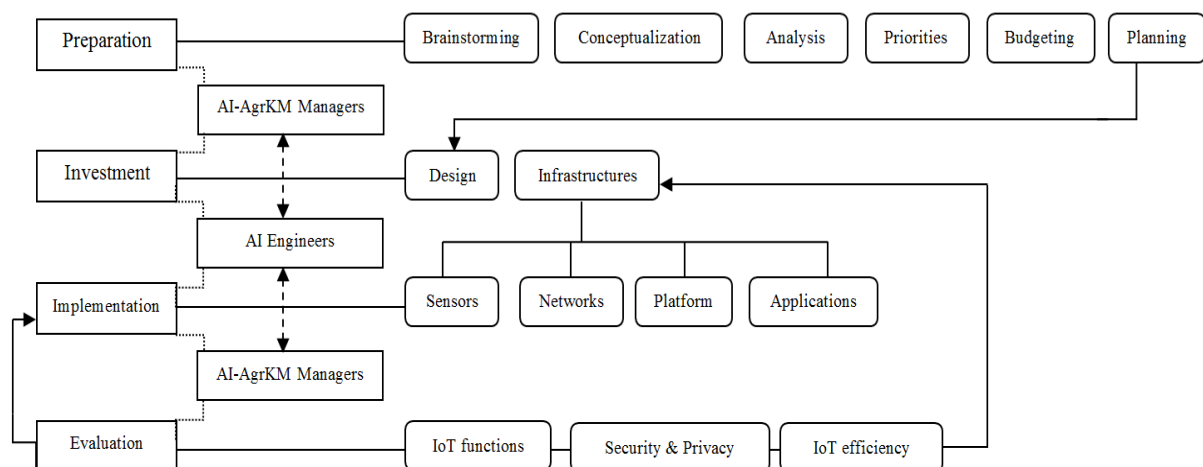 Preparation
Brainstorming
Conceptualization
Analysis
Priorities
Budgeting
Planning
AI-AgrKM Managers
Investment
Design
Infrastructures
AI Engineers
Implementation
Sensors
Networks
Platform
Applications
AI-AgrKM Managers
Evaluation
IoT functions
Security & Privacy
IoT efficiency